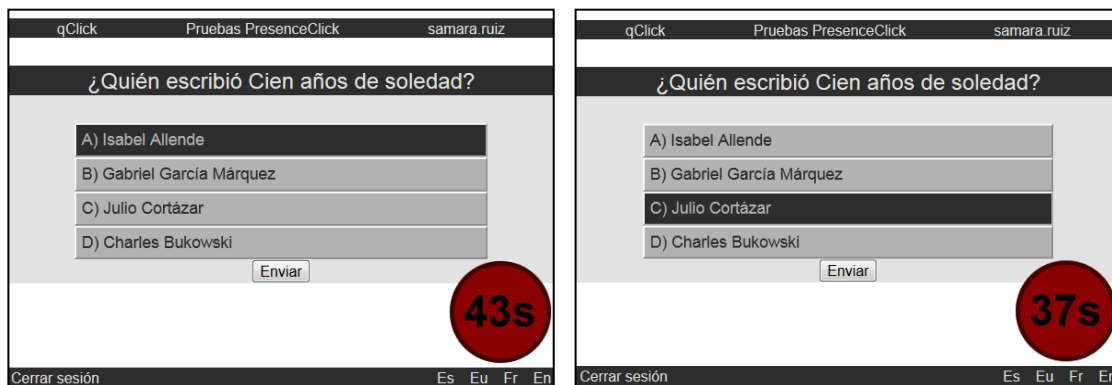 qClick Pruebas PresenceClick samara.ruiz
¿Quién escribió Cien años de soledad?
A) Isabel Allende
B) Gabriel García Márquez
C) Julio Cortázar
D) Charles Bukowski
Enviar
43s
Cerrar sesión Es Eu Fr En
qClick Pruebas PresenceClick samara.ruiz
¿Quién escribió Cien años de soledad?
A) Isabel Allende
B) Gabriel García Márquez
C) Julio Cortázar
D) Charles Bukowski
Enviar
37s
Cerrar sesión Es Eu Fr En